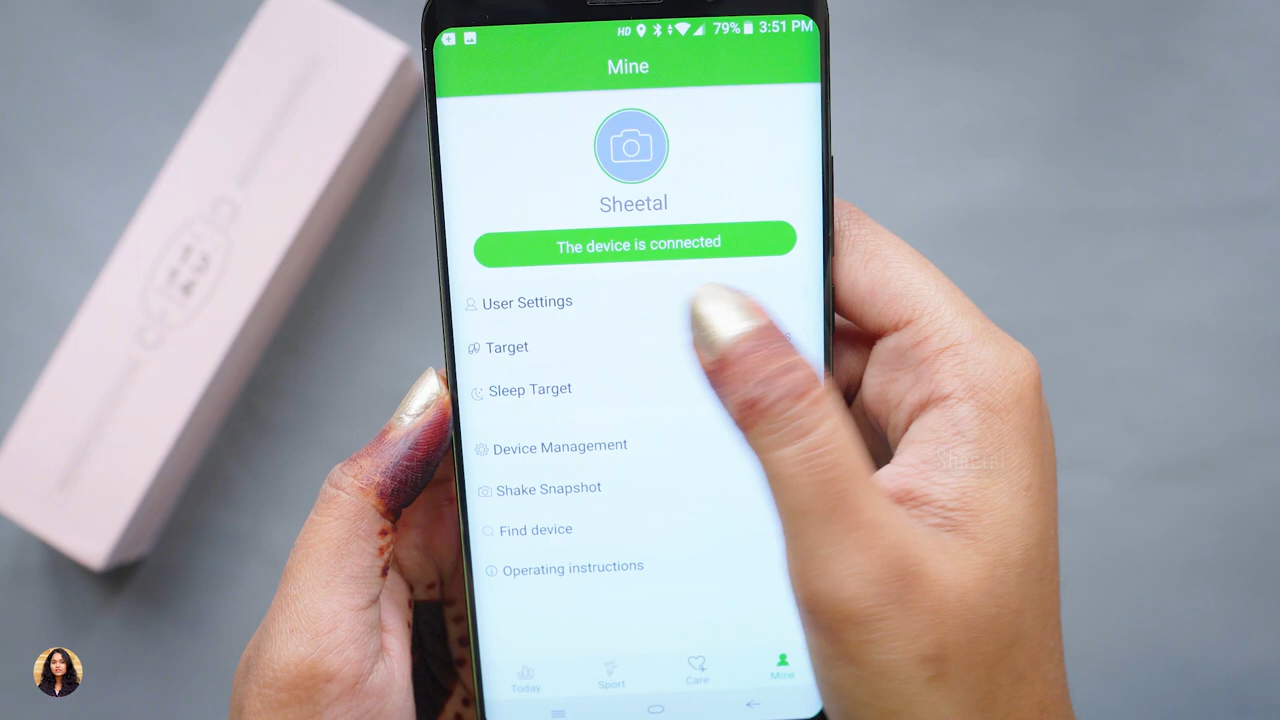 HD 79% 3:51 PM
Mine
Sheetal
The device is connected
User Settings
Target
Sleep Target
Device Management
Shake Snapshot
Find device
Operating instructions
Today Sport Care Mine
Sheetal